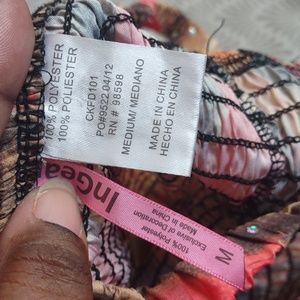 100% POLYESTER
100% POLIESTER
CKFD101
PO#9522 04/12
RN # 98598
MEDIUM/ MEDIANO
MADE IN CHINA
HECHO EN CHINA
InGear
100% Polyester
Exclusive of Decoration
Made in China
M